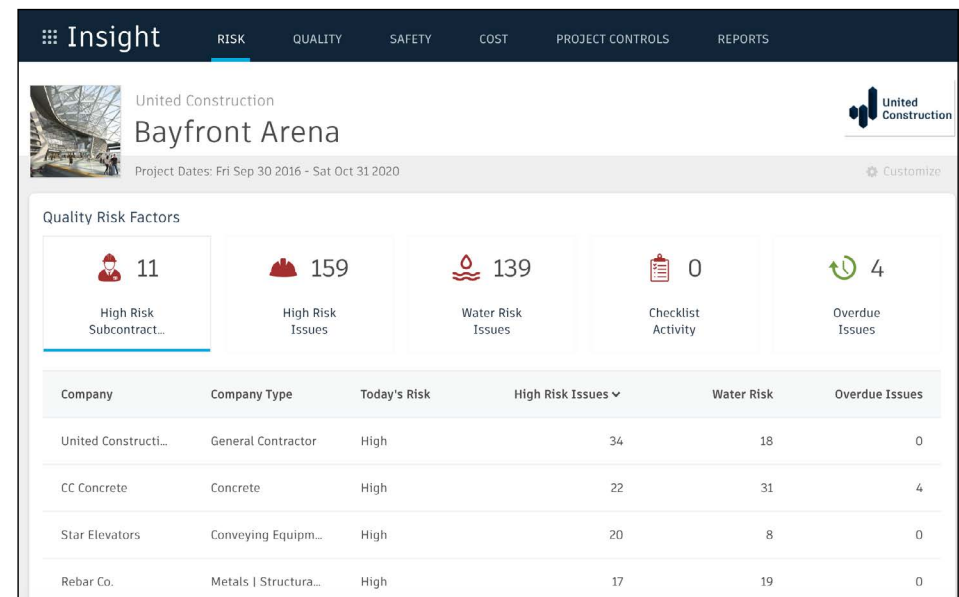 Insight
RISK QUALITY SAFETY COST PROJECT CONTROLS REPORTS
United Construction
Bayfront Arena
United
Construction
Project Dates: Fri Sep 30 2016 - Sat Oct 31 2020
Customize
Quality Risk Factors
11
High Risk
Subcontract...
159
High Risk
Issues
139
Water Risk
Issues
0
Checklist
Activity
4
Overdue
Issues
Company Company Type Today's Risk High Risk Issues Water Risk Overdue Issues
United Constructi... General Contractor High 34 18 0
CC Concrete Concrete High 22 31 4
Star Elevators Conveying Equipm... High 20 8 0
Rebar Co. Metals | Structura... High 17 19 0